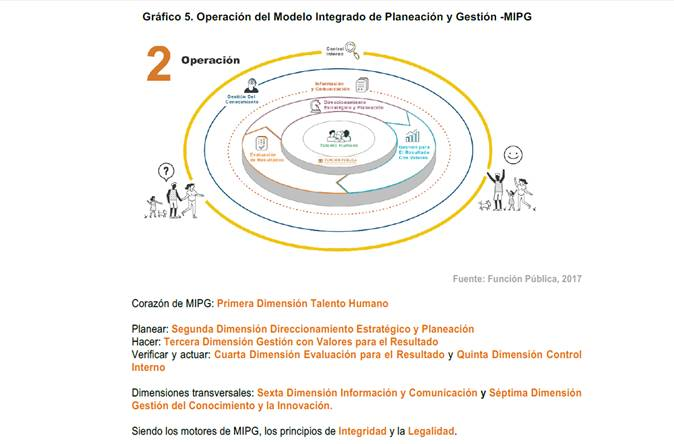 Gráfico 5. Operación del Modelo Integrado de Planeación y Gestión -MIPG
2 Operación
Control
Interno
Información
y Comunicación
Gestión Del
Conocimiento
Direccionamiento
Estratégico y Planeación
Talento Humano
Gestión para
El Resultado
Con Valores
Evaluación
de Resultados
FUNCIÓN PÚBLICA
?
Fuente: Función Pública, 2017
Corazón de MIPG: Primera Dimensión Talento Humano
Planear: Segunda Dimensión Direccionamiento Estratégico y Planeación
Hacer: Tercera Dimensión Gestión con Valores para el Resultado
Verificar y actuar: Cuarta Dimensión Evaluación para el Resultado y Quinta Dimensión Control
Interno
Dimensiones transversales: Sexta Dimensión Información y Comunicación y Séptima Dimensión
Gestión del Conocimiento y la Innovación.
Siendo los motores de MIPG, los principios de Integridad y la Legalidad.